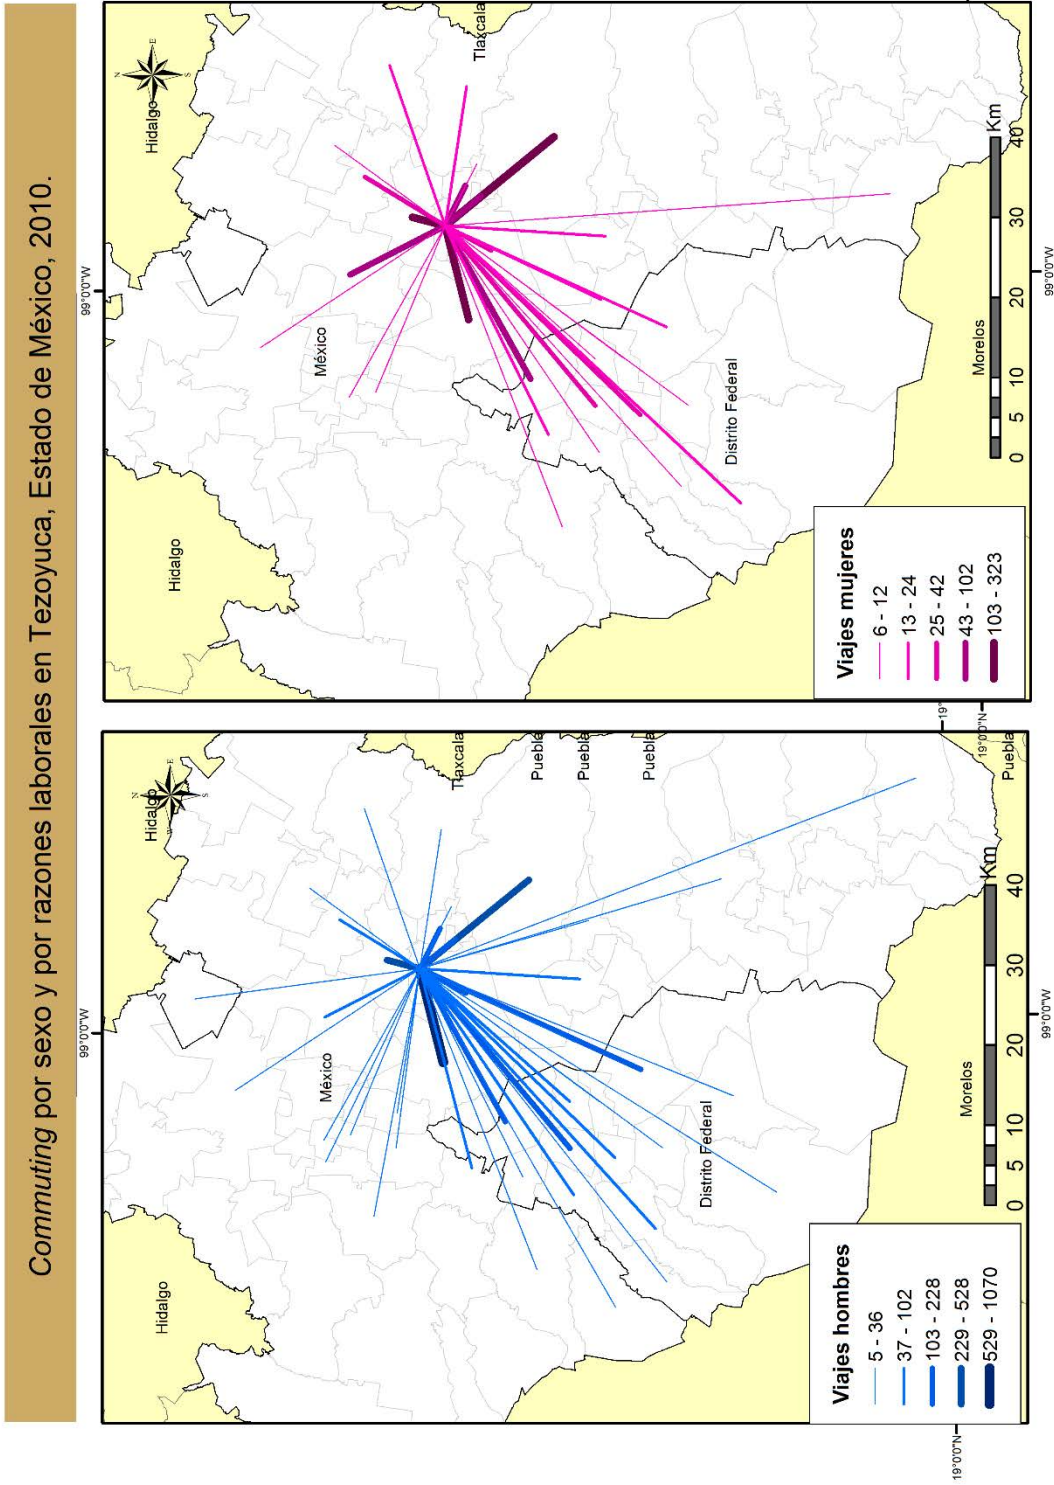 Commuting por sexo y por razones laborales en Tezoyuca, Estado de México, 2010.
99°0'0"W
99°0'0"W
Hidalgo
N
E
S
W
Hidalgo
México
Tlaxcala
Puebla
Puebla
Puebla
Puebla
Distrito Federal
Morelos
Viajes hombres
5 - 36
37 - 102
103 - 228
229 - 528
529 - 1070
0 5 10 20 30 40
Km
19°0'0"N
99°0'0"W
Hidalgo
N
E
S
W
Hidalgo
México
Tlaxcala
Distrito Federal
Morelos
Viajes mujeres
6 - 12
13 - 24
25 - 42
43 - 102
103 - 323
0 5 10 20 30 40
Km
19°
19°0'0"N
99°0'0"W